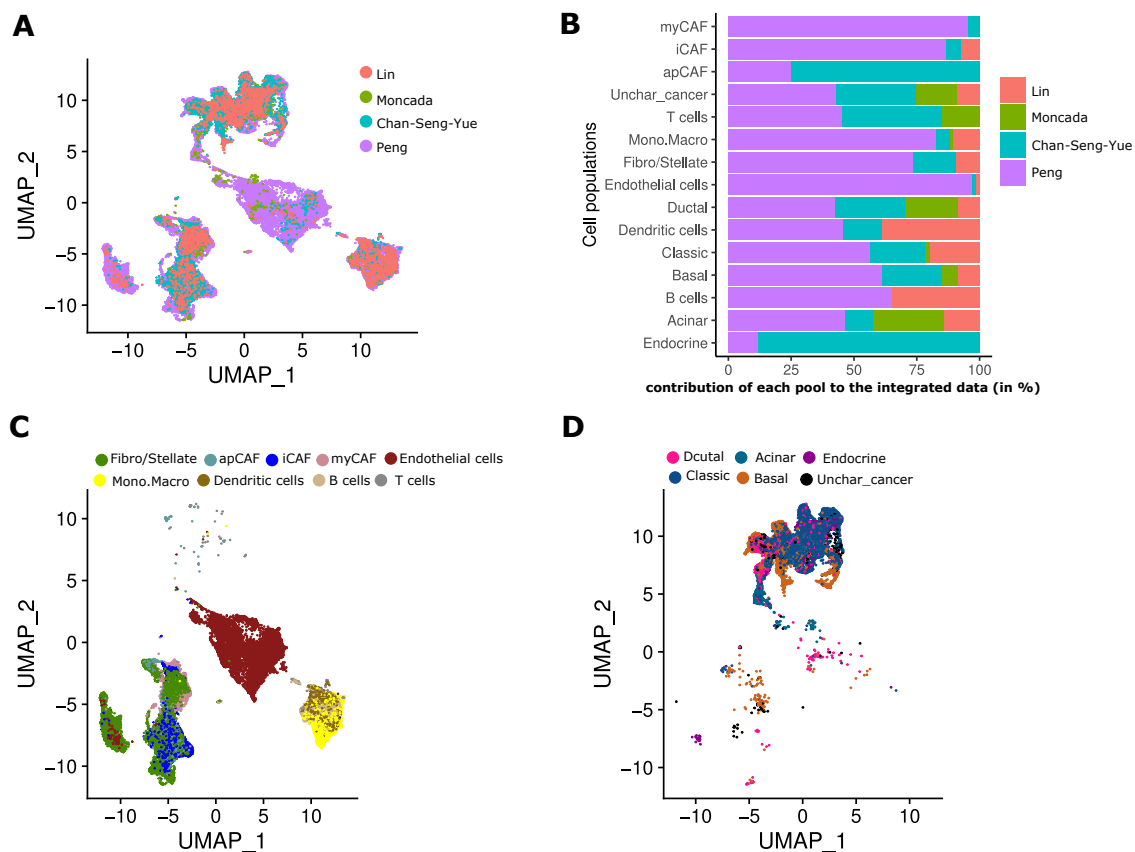 A
Lin
Moncada
Chan-Seng-Yue
Peng
10
5
0
−5
−10
UMAP_2
−10
−5
0
5
10
UMAP_1
B
myCAF
iCAF
apCAF
Unchar_cancer
T cells
Mono.Macro
Fibro/Stellate
Endothelial cells
Ductal
Dendritic cells
Classic
Basal
B cells
Acinar
Endocrine
Cell populations
0
25
50
75
100
contribution of each pool to the integrated data (in %)
Lin
Moncada
Chan-Seng-Yue
Peng
C
Fibro/Stellate apCAF iCAF myCAF Endothelial cells
Mono.Macro Dendritic cells B cells T cells
10
5
0
−5
−10
UMAP_2
−10
−5
0
5
10
UMAP_1
D
Dcutal Acinar Endocrine
Classic Basal Unchar_cancer
10
5
0
−5
−10
UMAP_2
−10
−5
0
5
10
UMAP_1